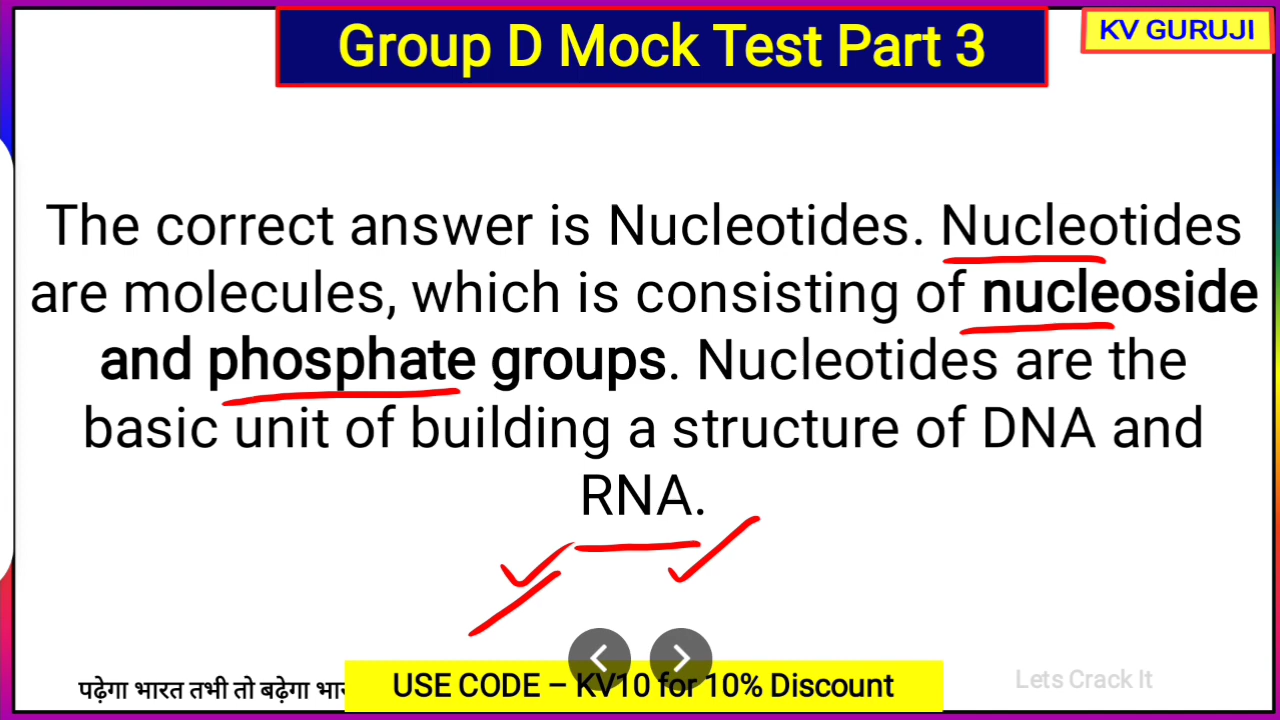 Group D Mock Test Part 3
KV GURUJI
The correct answer is Nucleotides. Nucleotides
are molecules, which is consisting of nucleoside
and phosphate groups. Nucleotides are the
basic unit of building a structure of DNA and
RNA.
पढ़ेगा भारत तभी तो बढ़ेगा
USE CODE – KV10 for 10% Discount
Lets Crack It